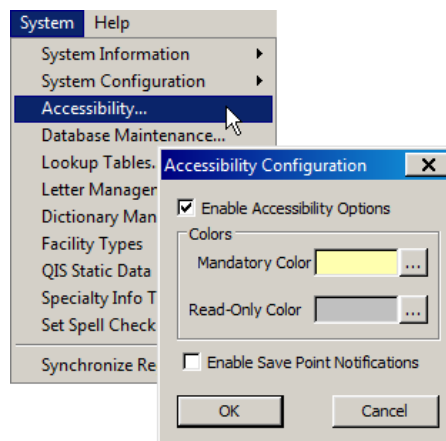 System Help
System Information
System Configuration
Accessibility...
Database Maintenance...
Lookup Tables.
Letter Manager
Dictionary Man
Facility Types
QIS Static Data
Specialty Info T
Set Spell Check
Synchronize Re
Accessibility Configuration
Enable Accessibility Options
Colors
Mandatory Color ...
Read-Only Color ...
Enable Save Point Notifications
OK Cancel